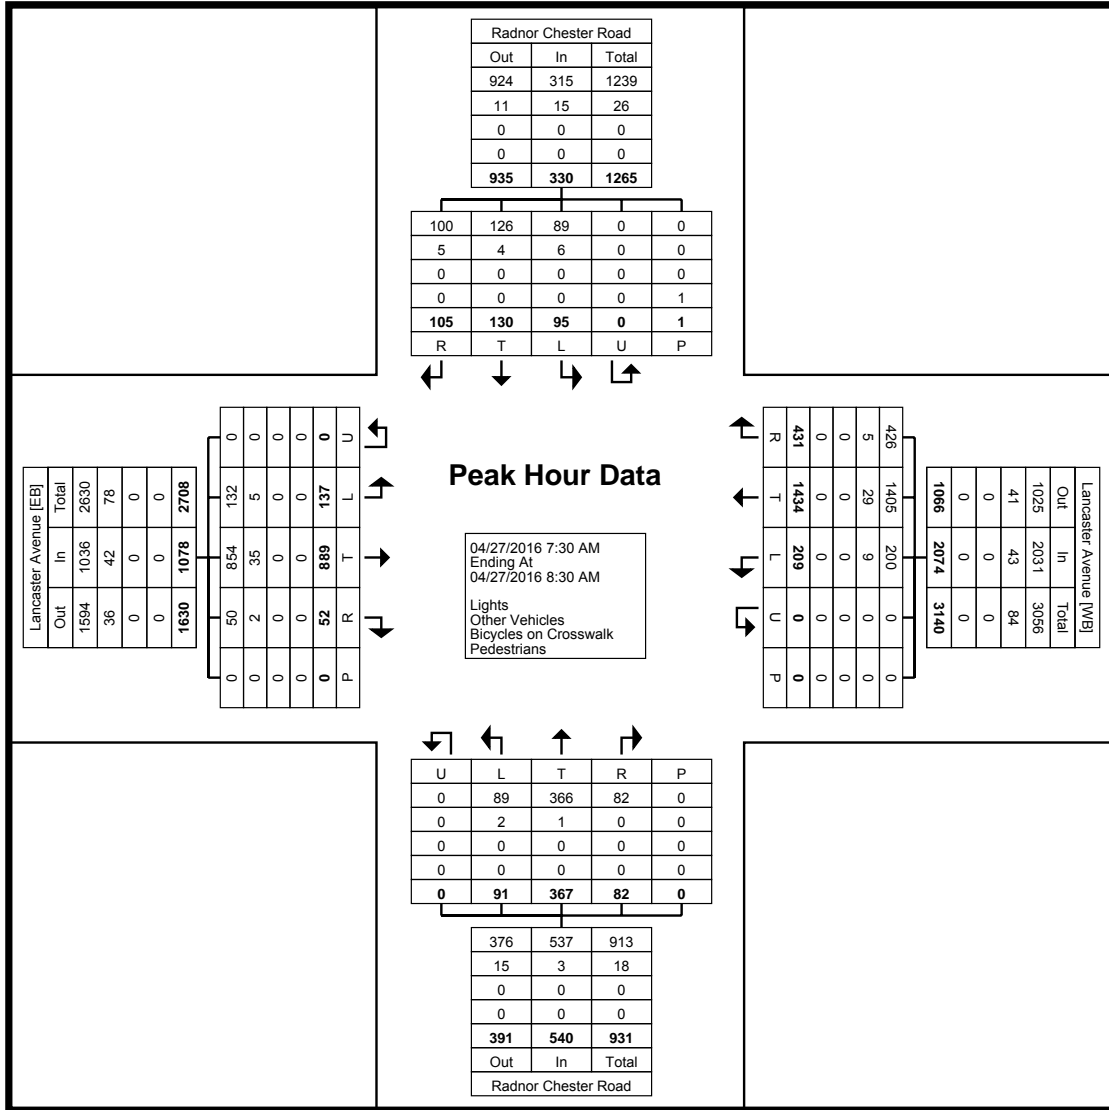 Radnor Chester Road
Out In Total
924 315 1239
11 15 26
0 0 0
0 0 0
935 330 1265
100 126 89 0 0
5 4 6 0 0
0 0 0 0 0
0 0 0 0 1
105 130 95 0 1
R T L U P
Lancaster Avenue [EB]
Total In Out
2630 1036 1594
78 42 36
0 0 0
0 0 0
2708 1078 1630
0 132 854 50 0
0 5 35 2 0
0 0 0 0 0
0 0 0 0 0
0 137 889 52 0
U L T R P
Peak Hour Data
04/27/2016 7:30 AM
Ending At
04/27/2016 8:30 AM
Lights
Other Vehicles
Bicycles on Crosswalk
Pedestrians
Lancaster Avenue [WB]
Out In Total
1025 2031 3056
41 43 84
0 0 0
0 0 0
1066 2074 3140
426 1405 200 0 0
5 29 9 0 0
0 0 0 0 0
0 0 0 0 0
431 1434 209 0 0
R T L U P
U L T R P
0 89 366 82 0
0 2 1 0 0
0 0 0 0 0
0 0 0 0 0
0 91 367 82 0
376 537 913
15 3 18
0 0 0
0 0 0
391 540 931
Out In Total
Radnor Chester Road